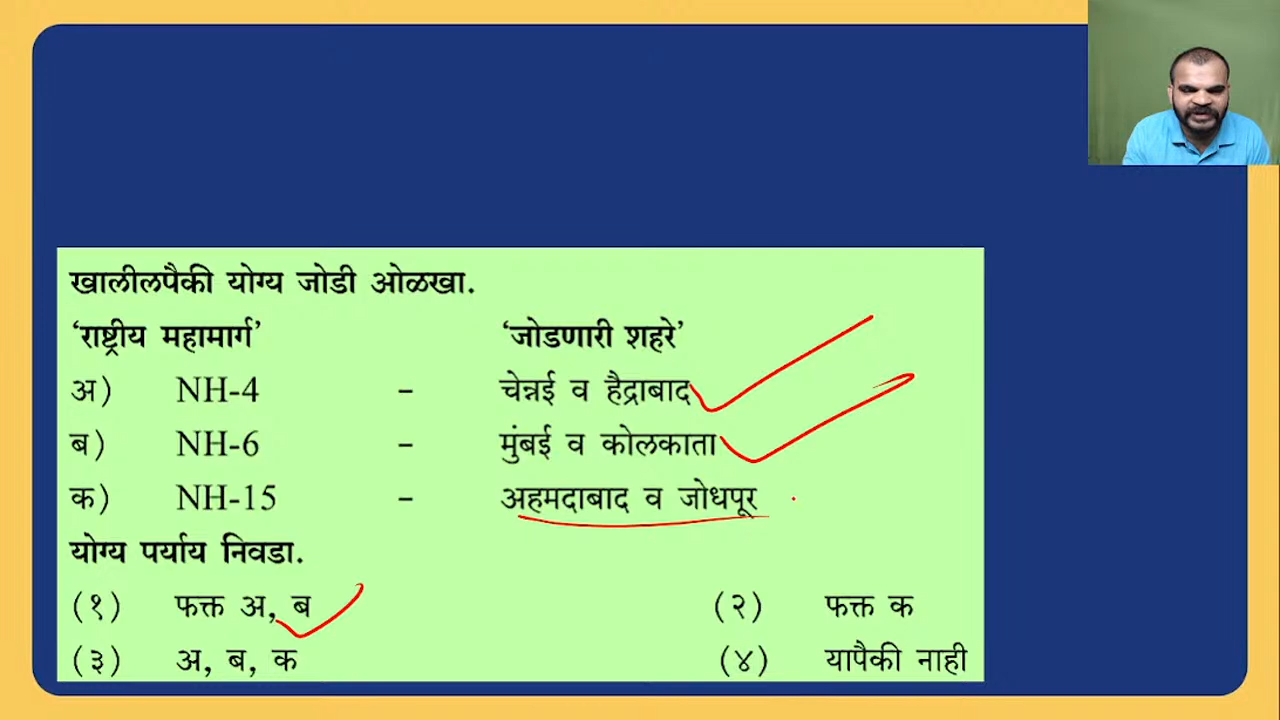 खालीलपैकी योग्य जोडी ओळखा.
'राष्ट्रीय महामार्ग' 'जोडणारी शहरे'
अ) NH-4 - चेन्नई व हैद्राबाद
ब) NH-6 - मुंबई व कोलकाता
क) NH-15 - अहमदाबाद व जोधपूर
योग्य पर्याय निवडा.
(१) फक्त अ, ब (२) फक्त क
(३) अ, ब, क (४) यापैकी नाही